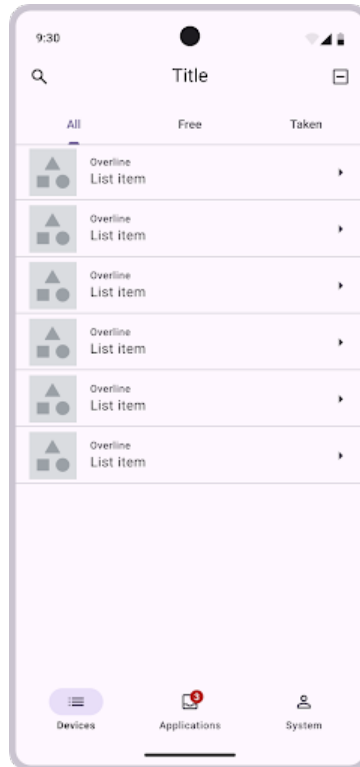 9:30
Title
All Free Taken
Overline
List item
Overline
List item
Overline
List item
Overline
List item
Overline
List item
Overline
List item
3
Devices Applications System